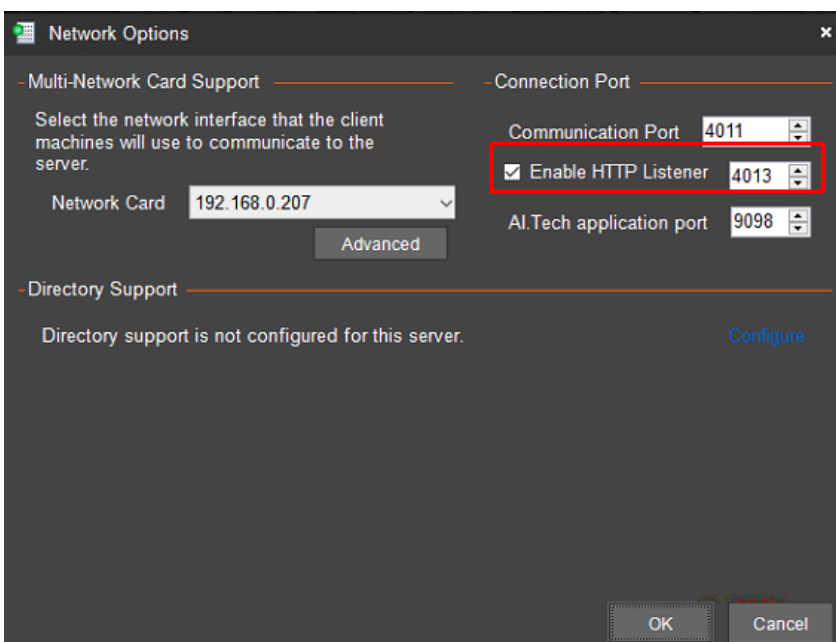 Network Options
Multi-Network Card Support
Select the network interface that the client
machines will use to communicate to the
server.
Network Card 192.168.0.207
Advanced
Connection Port
Communication Port 4011
Enable HTTP Listener 4013
AI.Tech application port 9098
Directory Support
Directory support is not configured for this server. Configure
OK Cancel